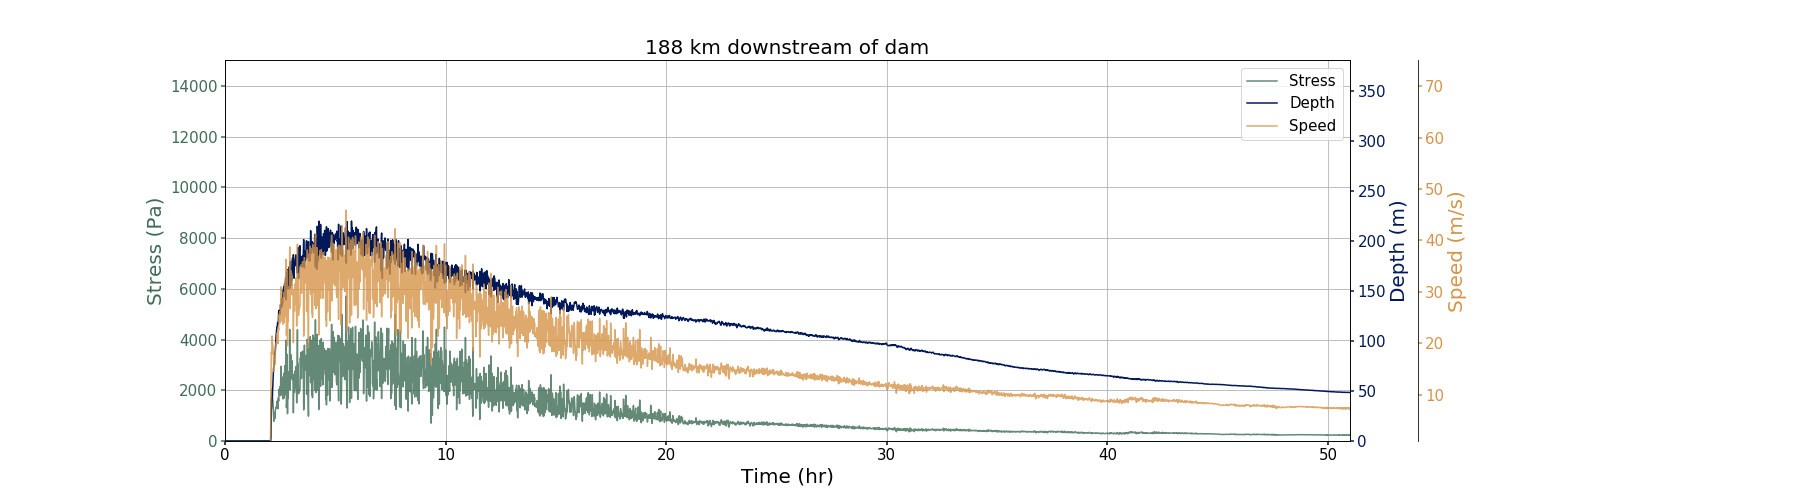 188 km downstream of dam
Stress (Pa)
14000
12000
10000
8000
6000
4000
2000
0
0 10 20 30 40 50
Time (hr)
Stress
Depth
Speed
350
300
250
200
150
100
50
0
Depth (m)
70
60
50
40
30
20
10
Speed (m/s)